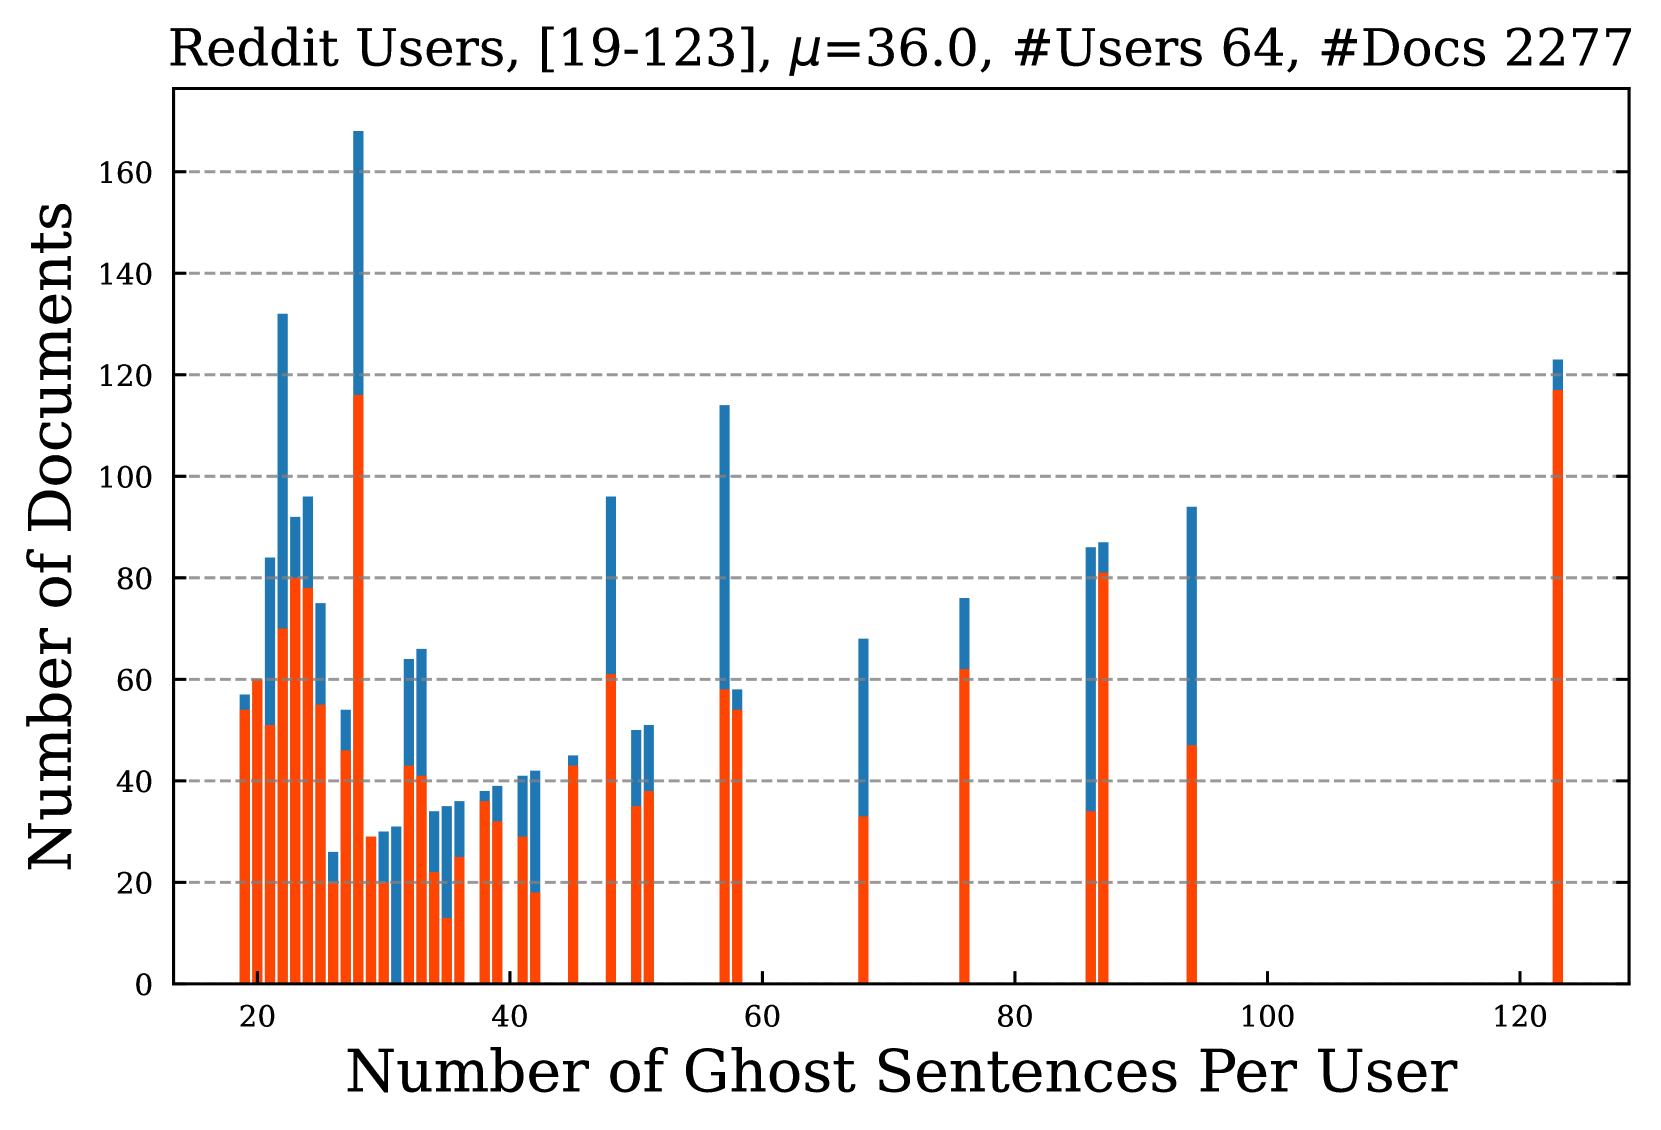 Reddit Users, [19-123], μ=36.0, #Users 64, #Docs 2277
Number of Documents
160
140
120
100
80
60
40
20
0
20 40 60 80 100 120
Number of Ghost Sentences Per User